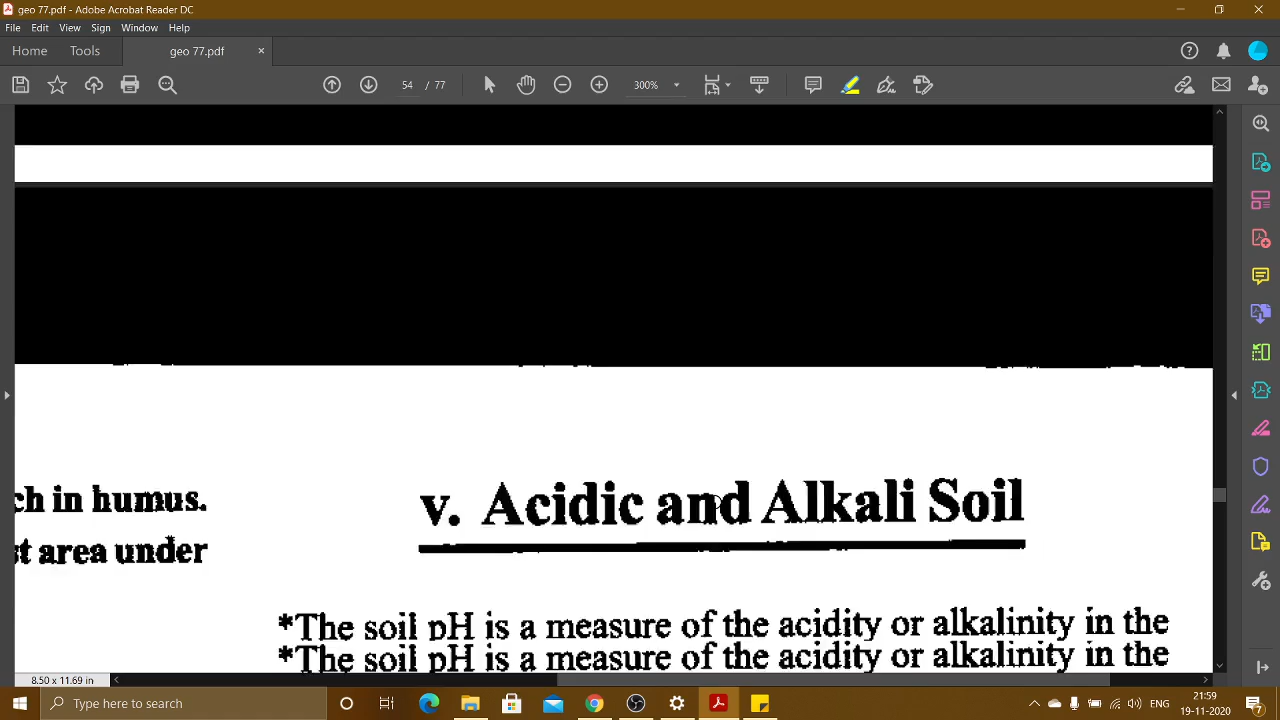 geo 77.pdf - Adobe Acrobat Reader DC
File Edit View Sign Window Help
Home Tools geo 77.pdf
54 / 77 300%
v. Acidic and Alkali Soil
ch in humus.
st area under
*The soil pH is a measure of the acidity or alkalinity in the
*The soil pH is a measure of the acidity or alkalinity in the
8.50 x 11.69 in
Type here to search
ENG
21:59
19-11-2020
7